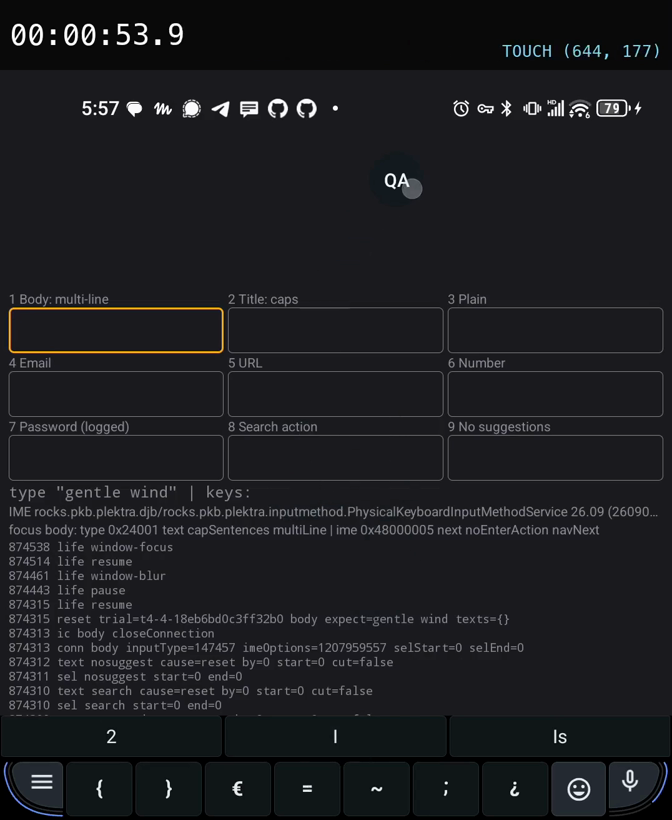 00:00:53.9
TOUCH (644, 177)
5:57
HD
6
79
QA
1 Body: multi-line
2 Title: caps
3 Plain
4 Email
5 URL
6 Number
7 Password (logged)
8 Search action
9 No suggestions
type "gentle wind" | keys:
IME rocks.pkb.plektra.djb/rocks.pkb.plektra.inputmethod.PhysicalKeyboardInputMethodService 26.09 (26090…
focus body: type 0x24001 text capSentences multiLine | ime 0x48000005 next noEnterAction navNext
874538 life window-focus
874514 life resume
874461 life window-blur
874443 life pause
874315 life resume
874315 reset trial=t4-4-18eb6bd0c3ff32b0 body expect=gentle wind texts={}
874313 ic body closeConnection
874313 conn body inputType=147457 imeOptions=1207959557 selStart=0 selEnd=0
874312 text nosuggest cause=reset by=0 start=0 cut=false
874311 sel nosuggest start=0 end=0
874310 text search cause=reset by=0 start=0 cut=false
874310 sel search start=0 end=0
2
I
Is
{ } € = ~ ; ¿